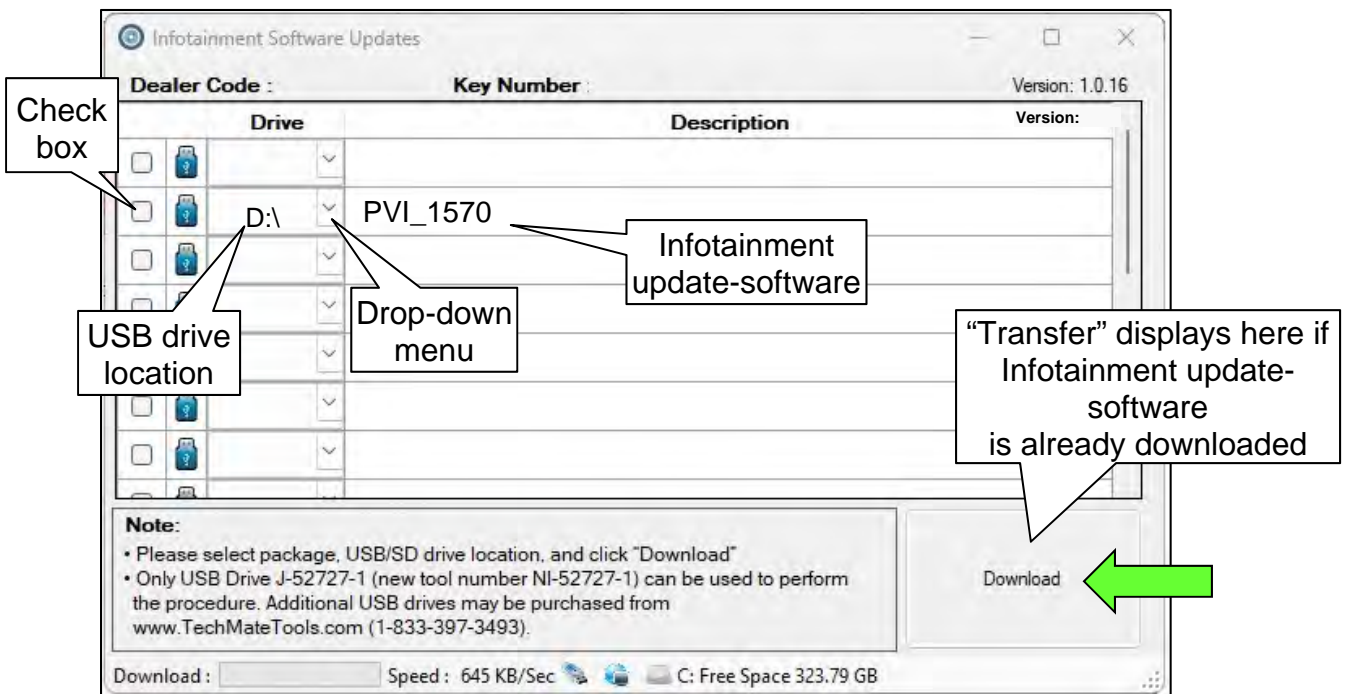 Infotainment Software Updates
Dealer Code :
Key Number :
Version: 1.0.16
Check
box
Drive
Description
Version:
D:\
PVI_1570
Infotainment
update-software
USB drive
location
Drop-down
menu
“Transfer” displays here if
Infotainment update-
software
is already downloaded
Note:
• Please select package, USB/SD drive location, and click "Download"
• Only USB Drive J-52727-1 (new tool number NI-52727-1) can be used to perform
the procedure. Additional USB drives may be purchased from
www.TechMateTools.com (1-833-397-3493).
Download
Download :
Speed : 645 KB/Sec
C: Free Space 323.79 GB